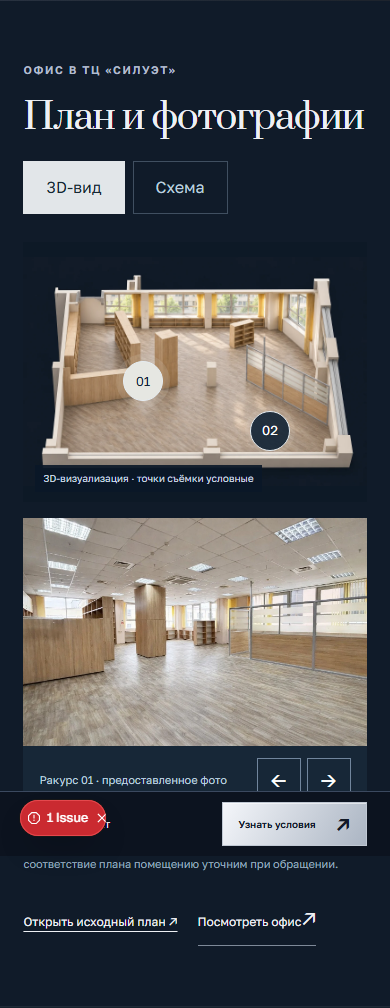 ОФИС В ТЦ «СИЛУЭТ»
План и фотографии
3D-вид
Схема
01
02
3D-визуализация · точки съёмки условные
Ракурс 01 · предоставленное фото
← →
1 Issue ×
Узнать условия ↗
соответствие плана помещению уточним при обращении.
Открыть исходный план ↗
Посмотреть офис ↗